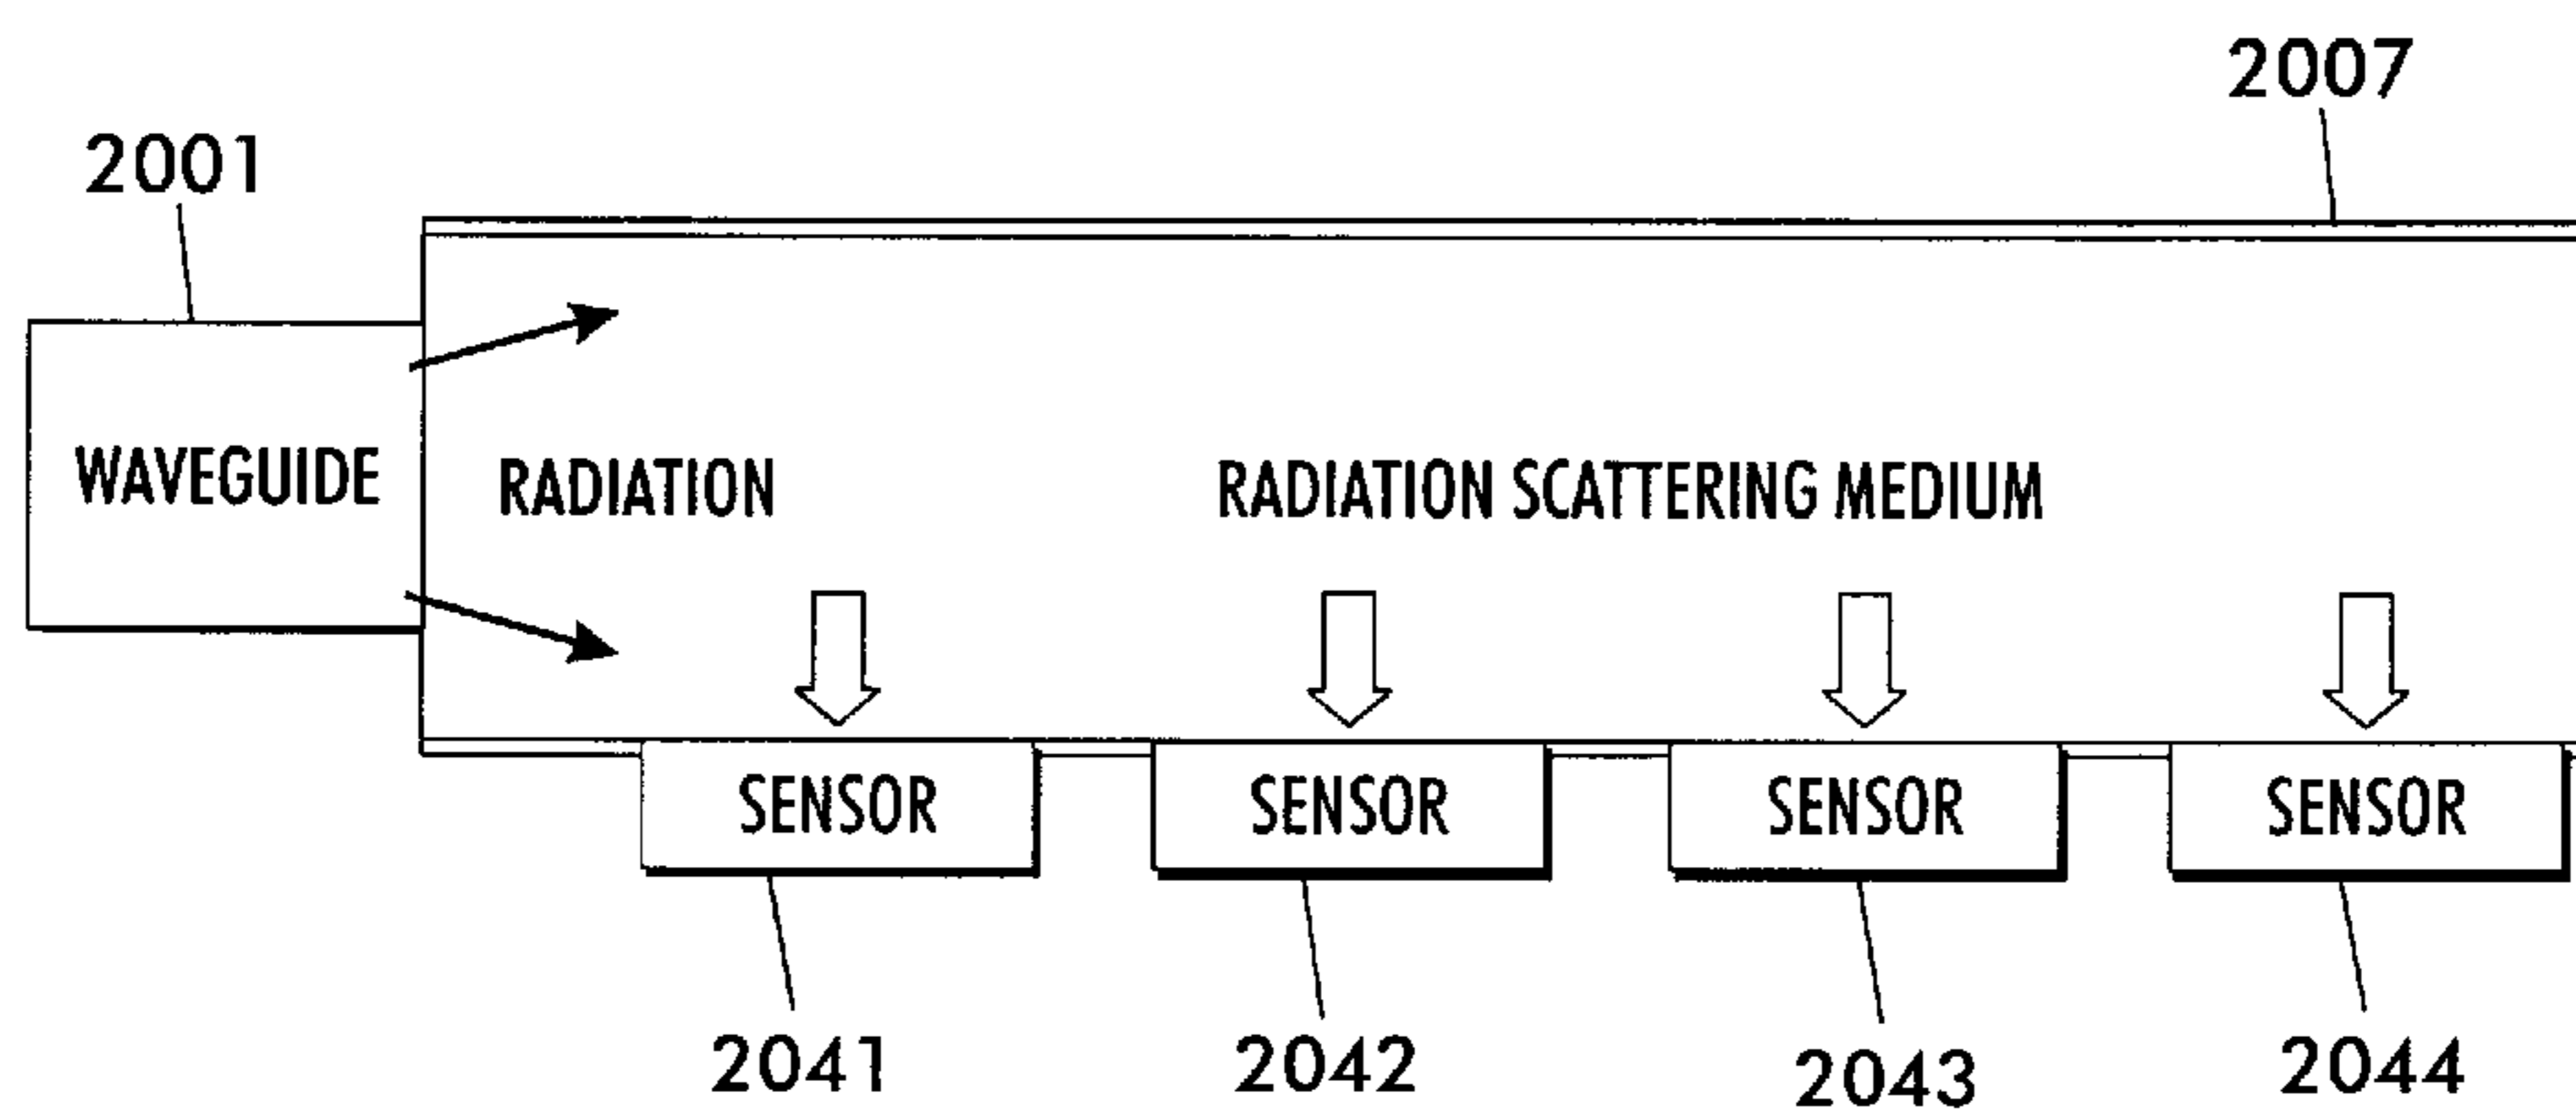 2007
2001
WAVEGUIDE
RADIATION
RADIATION SCATTERING MEDIUM
SENSOR
SENSOR
SENSOR
SENSOR
2041
2042
2043
2044